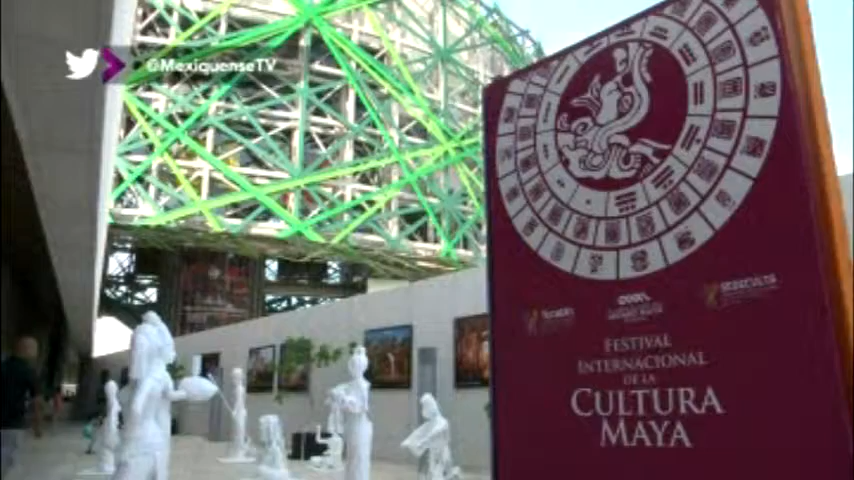 @MexiquenseTV
FESTIVAL
INTERNACIONAL
DE LA
CULTURA
MAYA